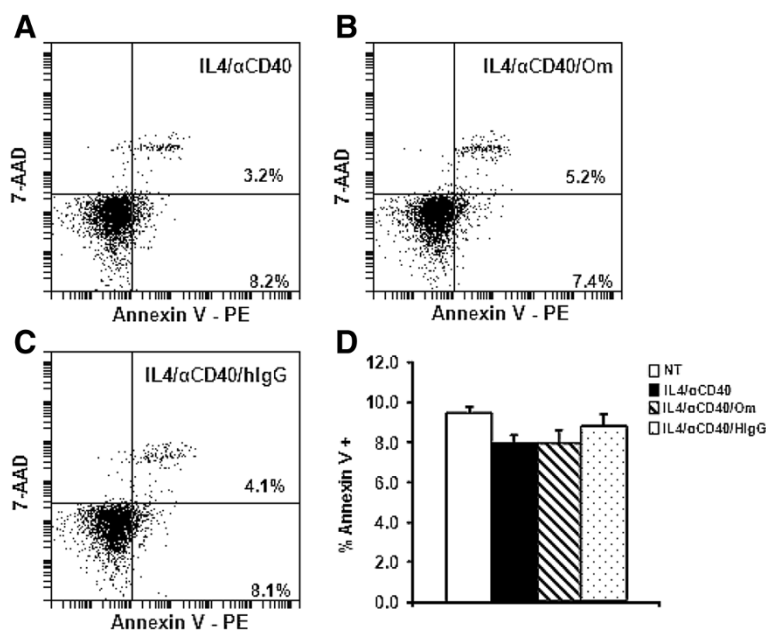 A
IL4/αCD40
7-AAD
3.2%
8.2%
Annexin V - PE
B
IL4/αCD40/Om
7-AAD
5.2%
7.4%
Annexin V - PE
C
IL4/αCD40/hIgG
7-AAD
4.1%
8.1%
Annexin V - PE
D
% Annexin V +
12.0
10.0
8.0
6.0
4.0
2.0
0.0
NT
IL4/αCD40
IL4/αCD40/Om
IL4/αCD40/HIgG